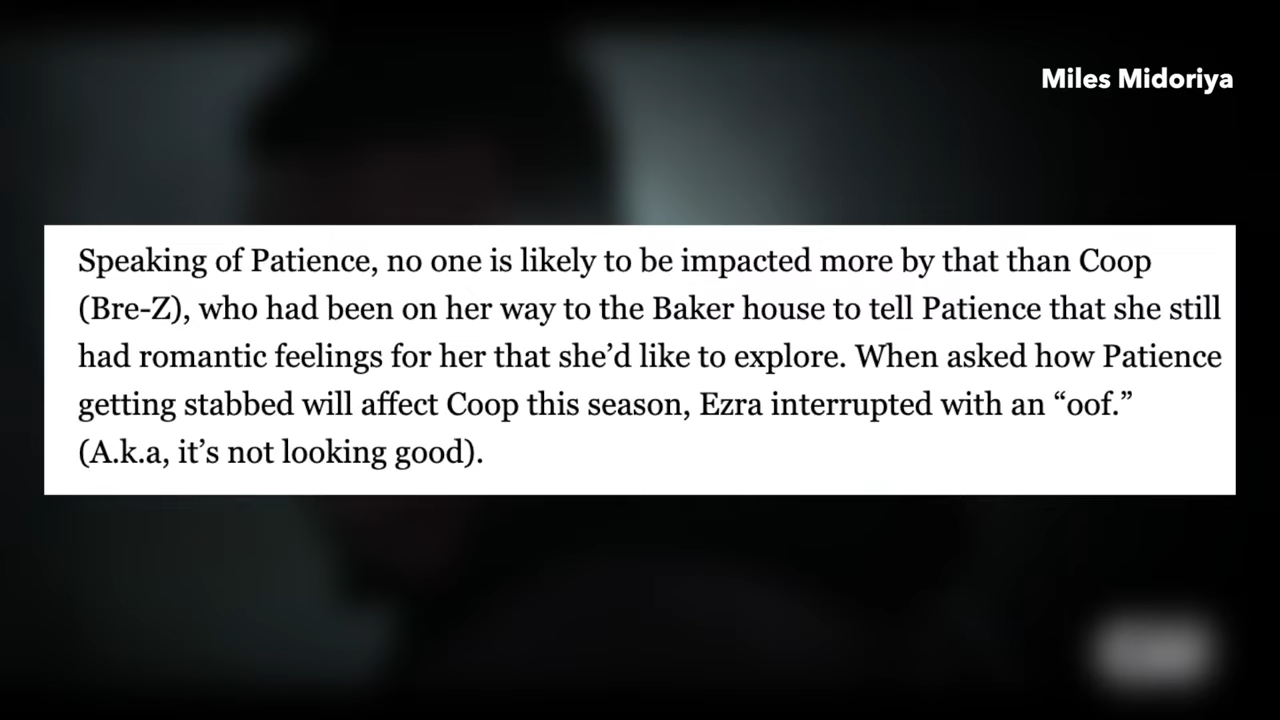 Miles Midoriya
Speaking of Patience, no one is likely to be impacted more by that than Coop
(Bre-Z), who had been on her way to the Baker house to tell Patience that she still
had romantic feelings for her that she’d like to explore. When asked how Patience
getting stabbed will affect Coop this season, Ezra interrupted with an “oof.”
(A.k.a, it’s not looking good).